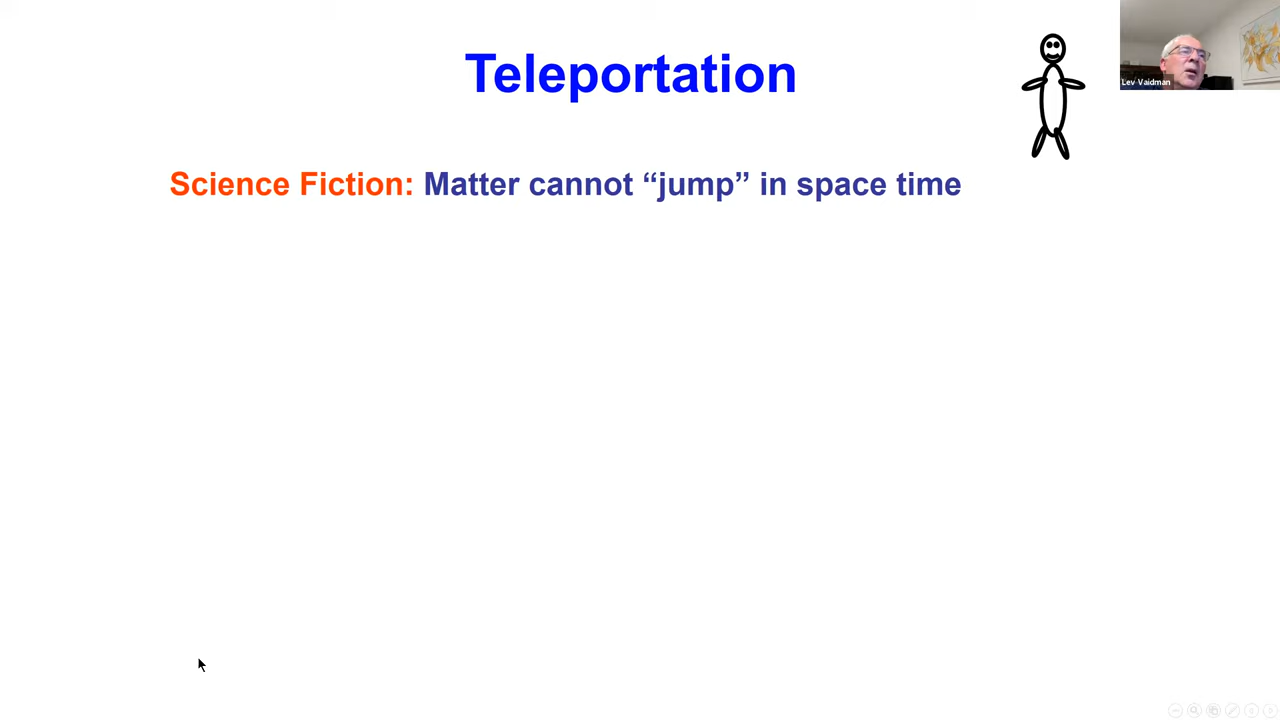 Teleportation
Lev Vaidman
Science Fiction: Matter cannot “jump” in space time